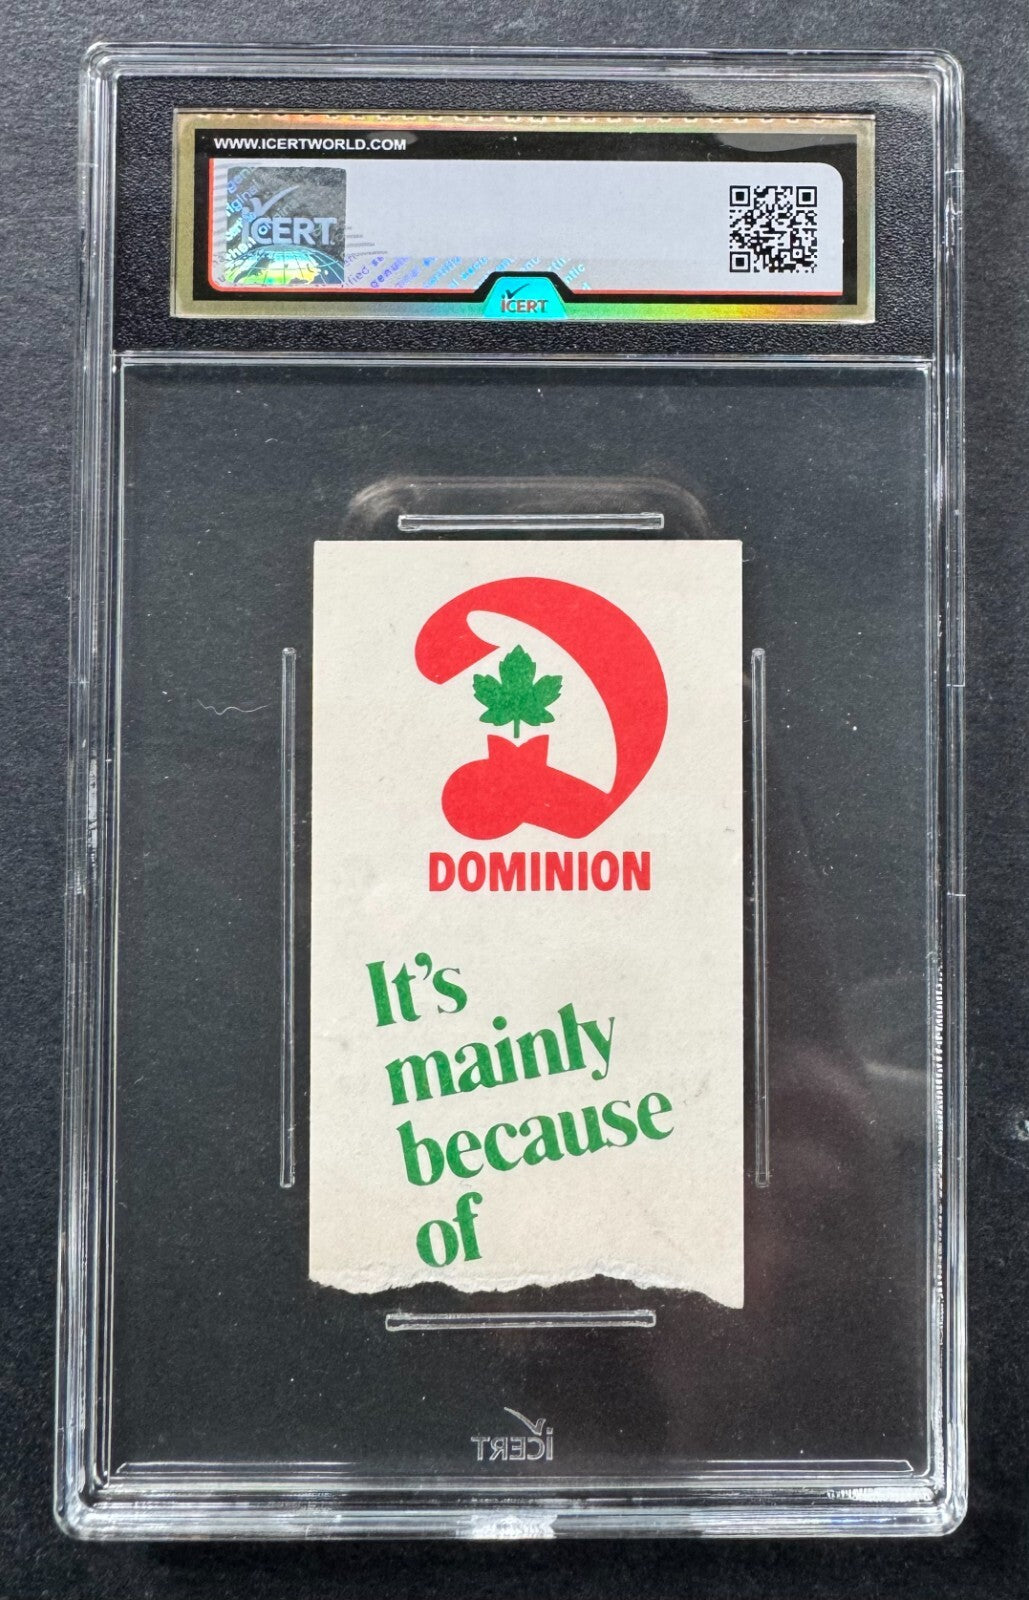 WWW.ICERTWORLD.COM
iCERT
iCERT
DOMINION
It's
mainly
because
of
iCERT